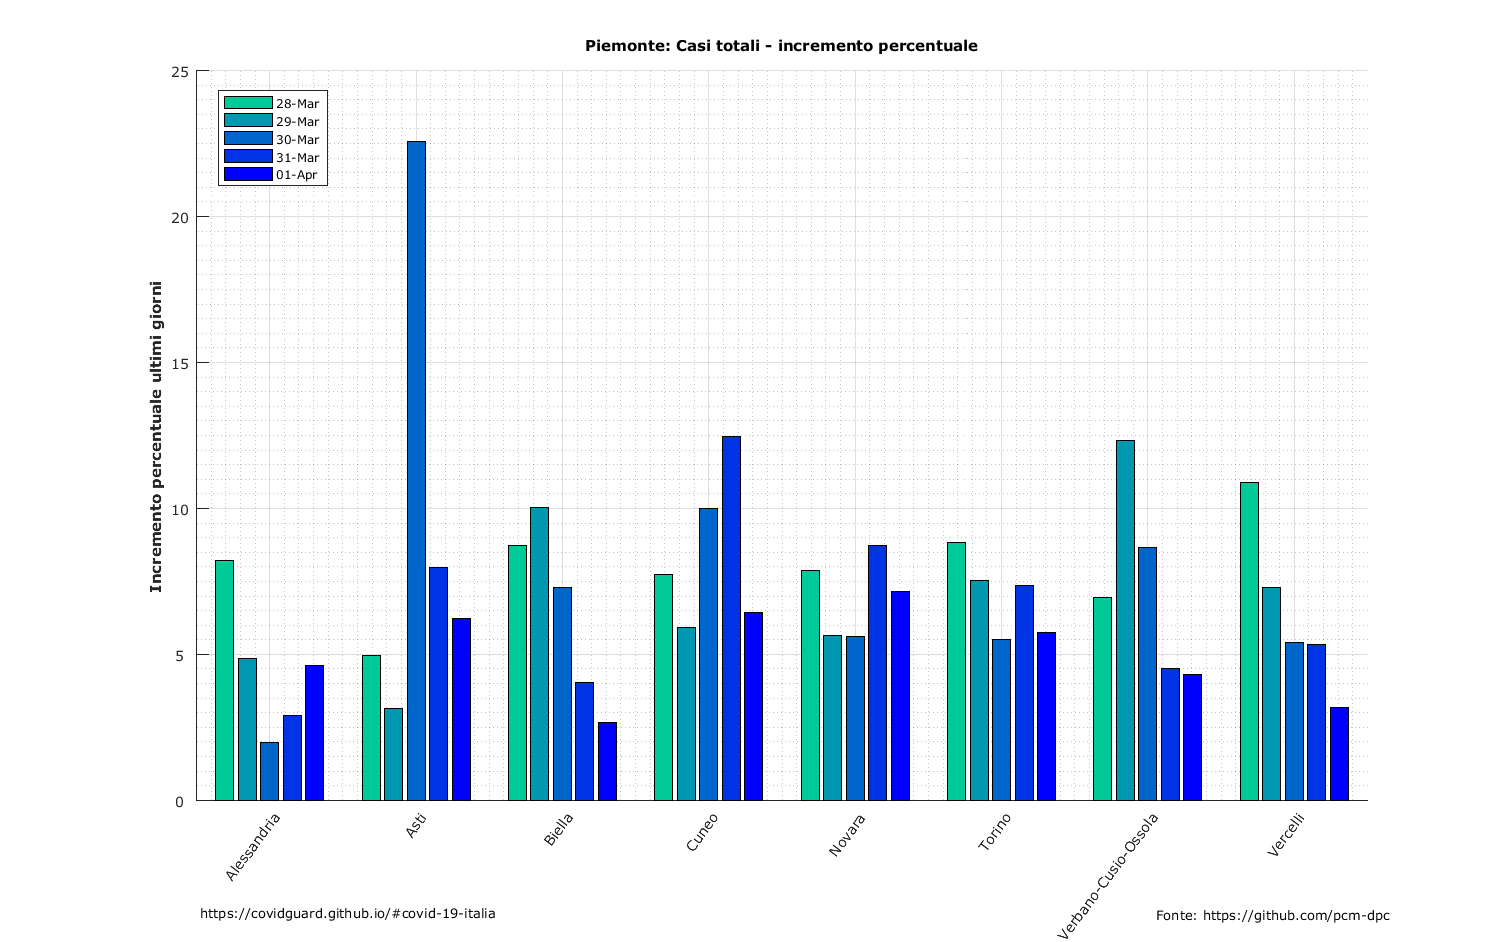 Piemonte: Casi totali - incremento percentuale
Incremento percentuale ultimi giorni
25
20
15
10
5
0
28-Mar
29-Mar
30-Mar
31-Mar
01-Apr
Alessandria
Asti
Biella
Cuneo
Novara
Torino
Verbano-Cusio-Ossola
Vercelli
https://covidguard.github.io/#covid-19-italia
Fonte: https://github.com/pcm-dpc